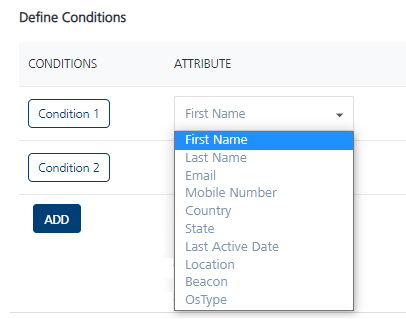 Define Conditions
CONDITIONS ATTRIBUTE
Condition 1 First Name
First Name
Last Name
Condition 2 Email
Mobile Number
Country
ADD State
Last Active Date
Location
Beacon
OsType